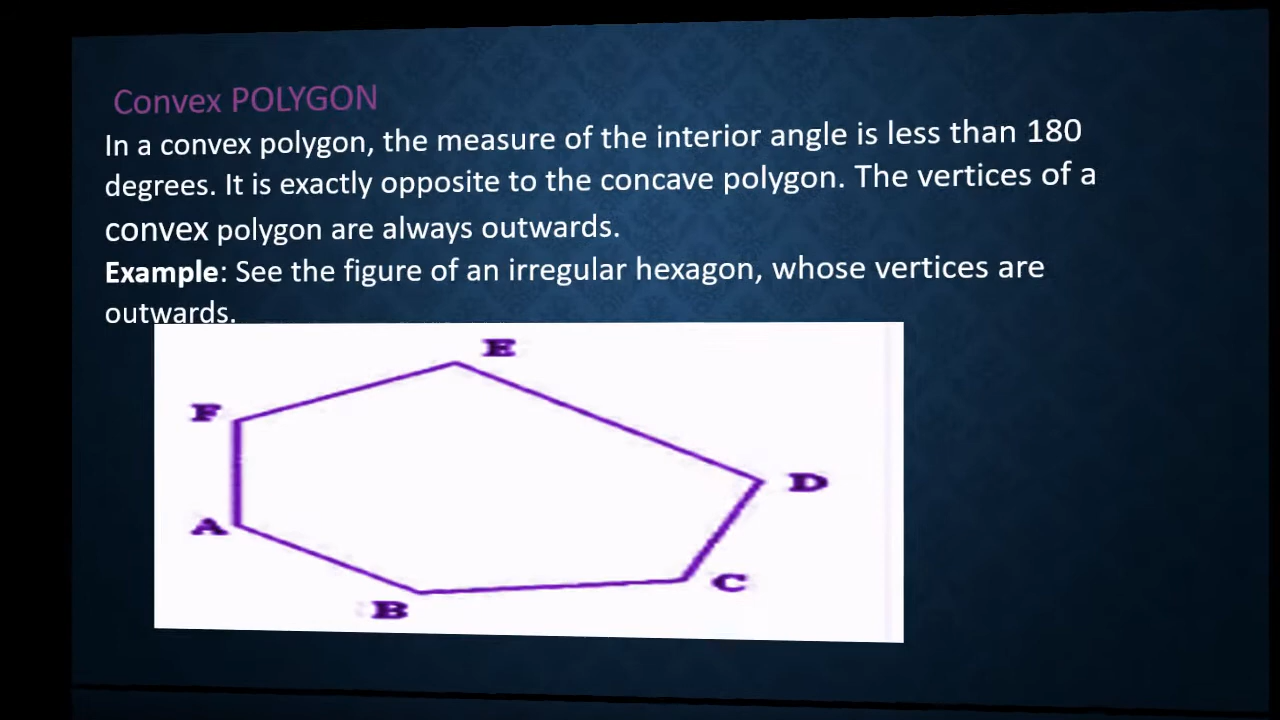 Convex POLYGON
In a convex polygon, the measure of the interior angle is less than 180
degrees. It is exactly opposite to the concave polygon. The vertices of a
convex polygon are always outwards.
Example: See the figure of an irregular hexagon, whose vertices are
outwards.
E
F
D
A
C
B